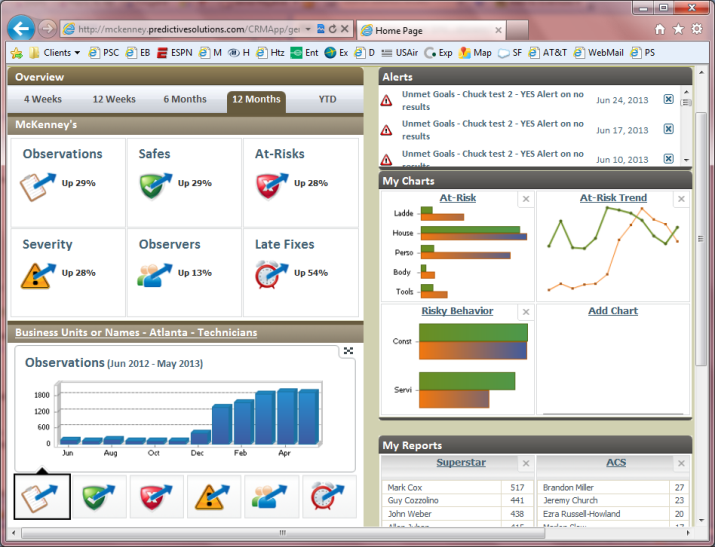 http://mckenney.predictivesolutions.com/CRMApp/ge
Home Page
Clients PSC EB ESPN M H Htz Ent Ex D USAir Exp Map SF AT&T WebMail PS
Overview
4 Weeks 12 Weeks 6 Months 12 Months YTD
McKenney's
Observations Safes At-Risks
Up 29% Up 29% Up 28%
Severity Observers Late Fixes
Up 28% Up 13% Up 54%
Business Units or Names - Atlanta - Technicians
Observations (Jun 2012 - May 2013)
1800
1200
600
0
Jun Aug Oct Dec Feb Apr
Alerts
Unmet Goals - Chuck test 2 - YES Alert on no
results
Jun 24, 2013
Unmet Goals - Chuck test 2 - YES Alert on no
results
Jun 17, 2013
Unmet Goals - Chuck test 2 - YES Alert on no
results
Jun 10, 2013
My Charts
At-Risk
Ladde
House
Perso
Body
Tools
At-Risk Trend
Risky Behavior
Const
Servi
Add Chart
My Reports
Superstar
Mark Cox 517
Guy Cozzolino 441
John Weber 438
415
ACS
Brandon Miller 27
Jeremy Church 23
Ezra Russell-Howland 20
17